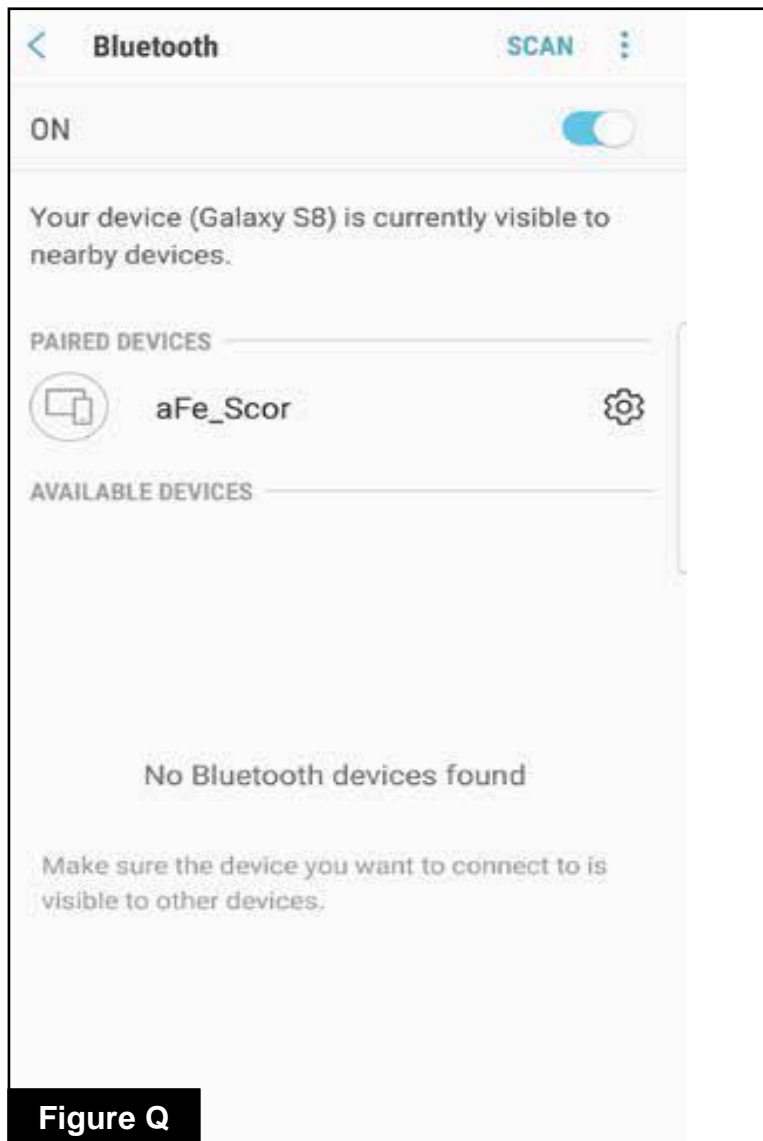 Bluetooth SCAN
ON
Your device (Galaxy S8) is currently visible to
nearby devices.
PAIRED DEVICES
aFe_Scor
AVAILABLE DEVICES
No Bluetooth devices found
Make sure the device you want to connect to is
visible to other devices.
Figure Q